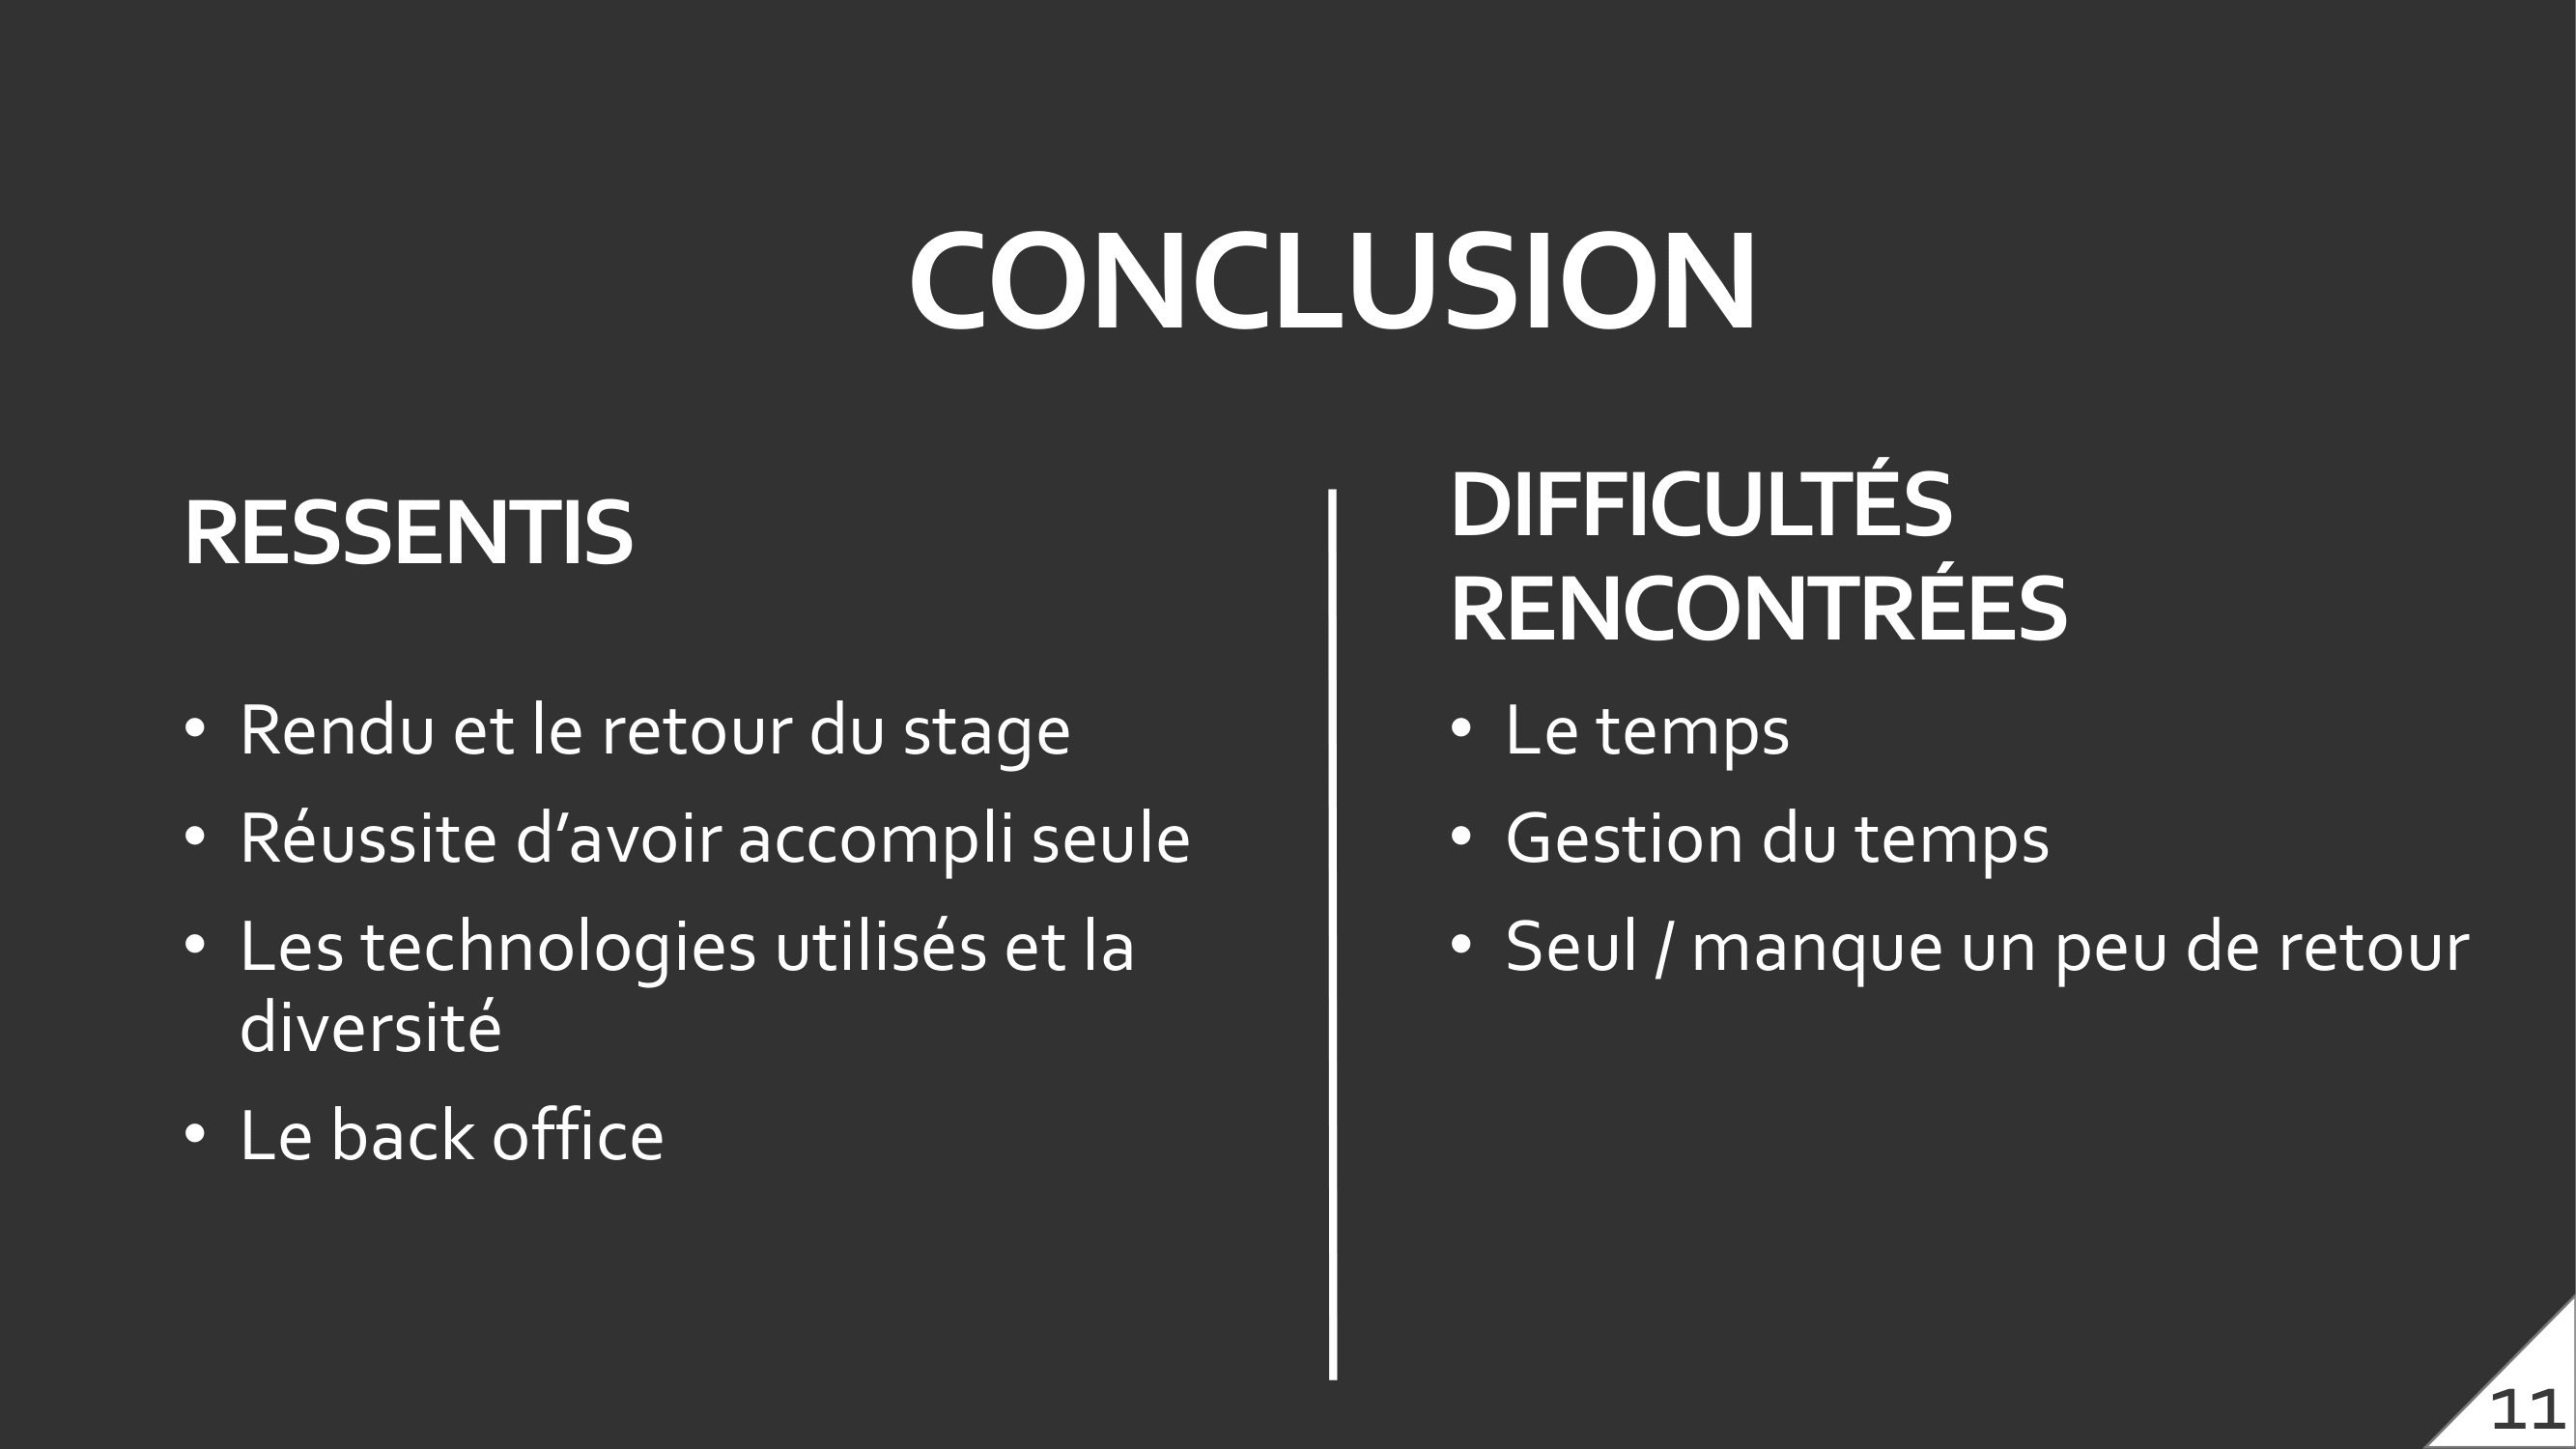 CONCLUSION
RESSENTIS
• Rendu et le retour du stage
• Réussite d’avoir accompli seule
• Les technologies utilisés et la
diversité
• Le back office
DIFFICULTÉS
RENCONTRÉES
• Le temps
• Gestion du temps
• Seul / manque un peu de retour
11